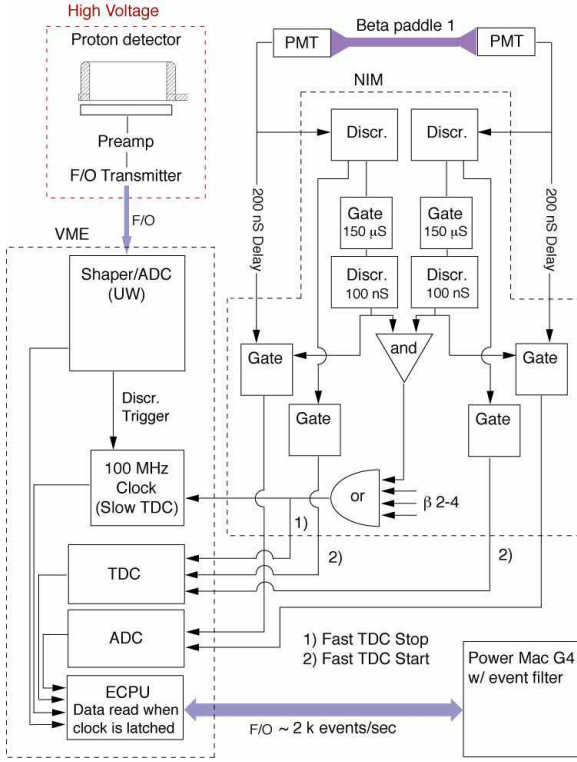 High Voltage
Proton detector
Preamp
F/O Transmitter
F/O
VME
Shaper/ADC
(UW)
Discr.
Trigger
100 MHz
Clock
(Slow TDC)
TDC
ADC
ECPU
Data read when
clock is latched
Beta paddle 1
PMT
PMT
NIM
Discr.
Discr.
200 nS Delay
200 nS Delay
Gate
150 µS
Gate
150 µS
Discr.
100 nS
Discr.
100 nS
and
Gate
Gate
Gate
Gate
or
β 2-4
1)
2)
2)
1) Fast TDC Stop
2) Fast TDC Start
F/O ~ 2 k events/sec
Power Mac G4
w/ event filter